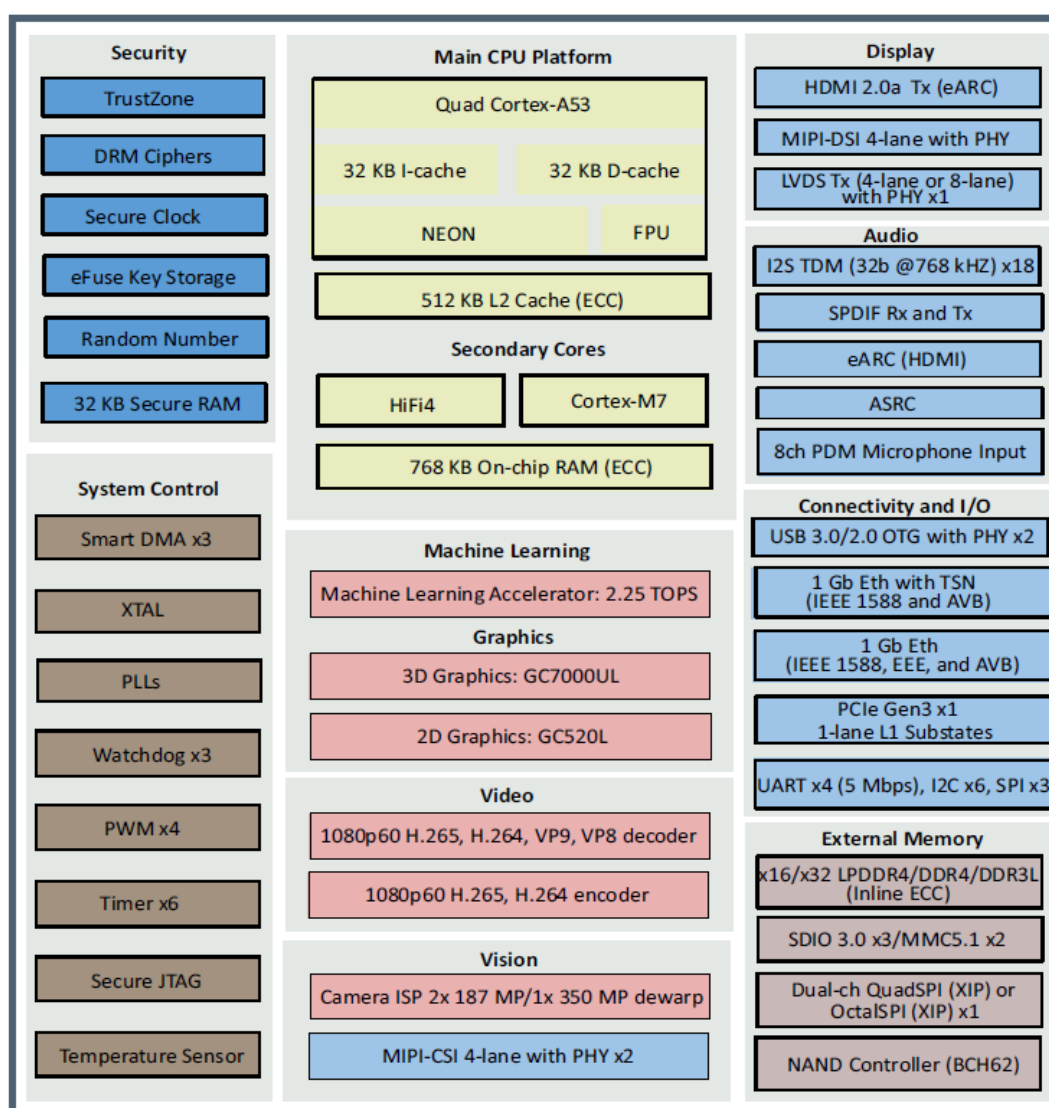 Security
TrustZone
DRM Ciphers
Secure Clock
eFuse Key Storage
Random Number
32 KB Secure RAM
System Control
Smart DMA x3
XTAL
PLLs
Watchdog x3
PWM x4
Timer x6
Secure JTAG
Temperature Sensor
Main CPU Platform
Quad Cortex-A53
32 KB I-cache
32 KB D-cache
NEON
FPU
512 KB L2 Cache (ECC)
Secondary Cores
HiFi4
Cortex-M7
768 KB On-chip RAM (ECC)
Machine Learning
Machine Learning Accelerator: 2.25 TOPS
Graphics
3D Graphics: GC7000UL
2D Graphics: GC520L
Video
1080p60 H.265, H.264, VP9, VP8 decoder
1080p60 H.265, H.264 encoder
Vision
Camera ISP 2x 187 MP/1x 350 MP dewarp
MIPI-CSI 4-lane with PHY x2
Display
HDMI 2.0a Tx (eARC)
MIPI-DSI 4-lane with PHY
LVDS Tx (4-lane or 8-lane)
with PHY x1
Audio
I2S TDM (32b @768 kHZ) x18
SPDIF Rx and Tx
eARC (HDMI)
ASRC
8ch PDM Microphone Input
Connectivity and I/O
USB 3.0/2.0 OTG with PHY x2
1 Gb Eth with TSN
(IEEE 1588 and AVB)
1 Gb Eth
(IEEE 1588, EEE, and AVB)
PCIe Gen3 x1
1-lane L1 Substates
UART x4 (5 Mbps), I2C x6, SPI x3
External Memory
x16/x32 LPDDR4/DDR4/DDR3L
(Inline ECC)
SDIO 3.0 x3/MMC5.1 x2
Dual-ch QuadSPI (XIP) or
OctalSPI (XIP) x1
NAND Controller (BCH62)